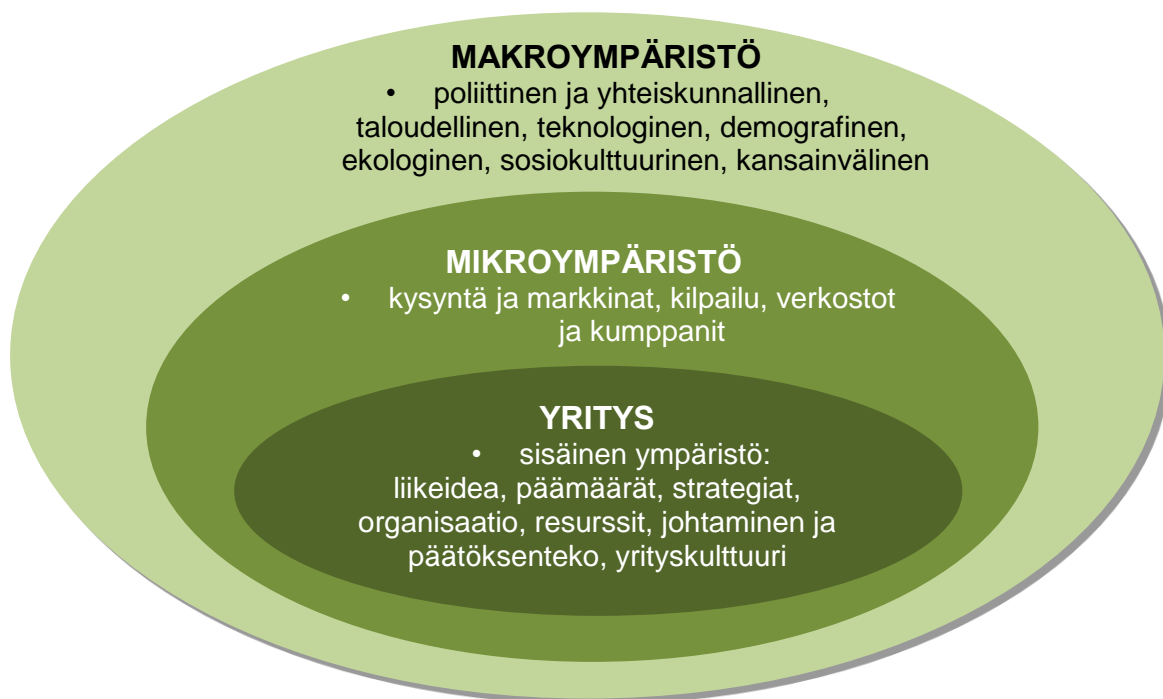 MAKROYMPÄRISTÖ
• poliittinen ja yhteiskunnallinen,
taloudellinen, teknologinen, demografinen,
ekologinen, sosiokulttuurinen, kansainvälinen
MIKROYMPÄRISTÖ
• kysyntä ja markkinat, kilpailu, verkostot
ja kumppanit
YRITYS
• sisäinen ympäristö:
liikeidea, päämäärät, strategiat,
organisaatio, resurssit, johtaminen ja
päätöksenteko, yrityskulttuuri